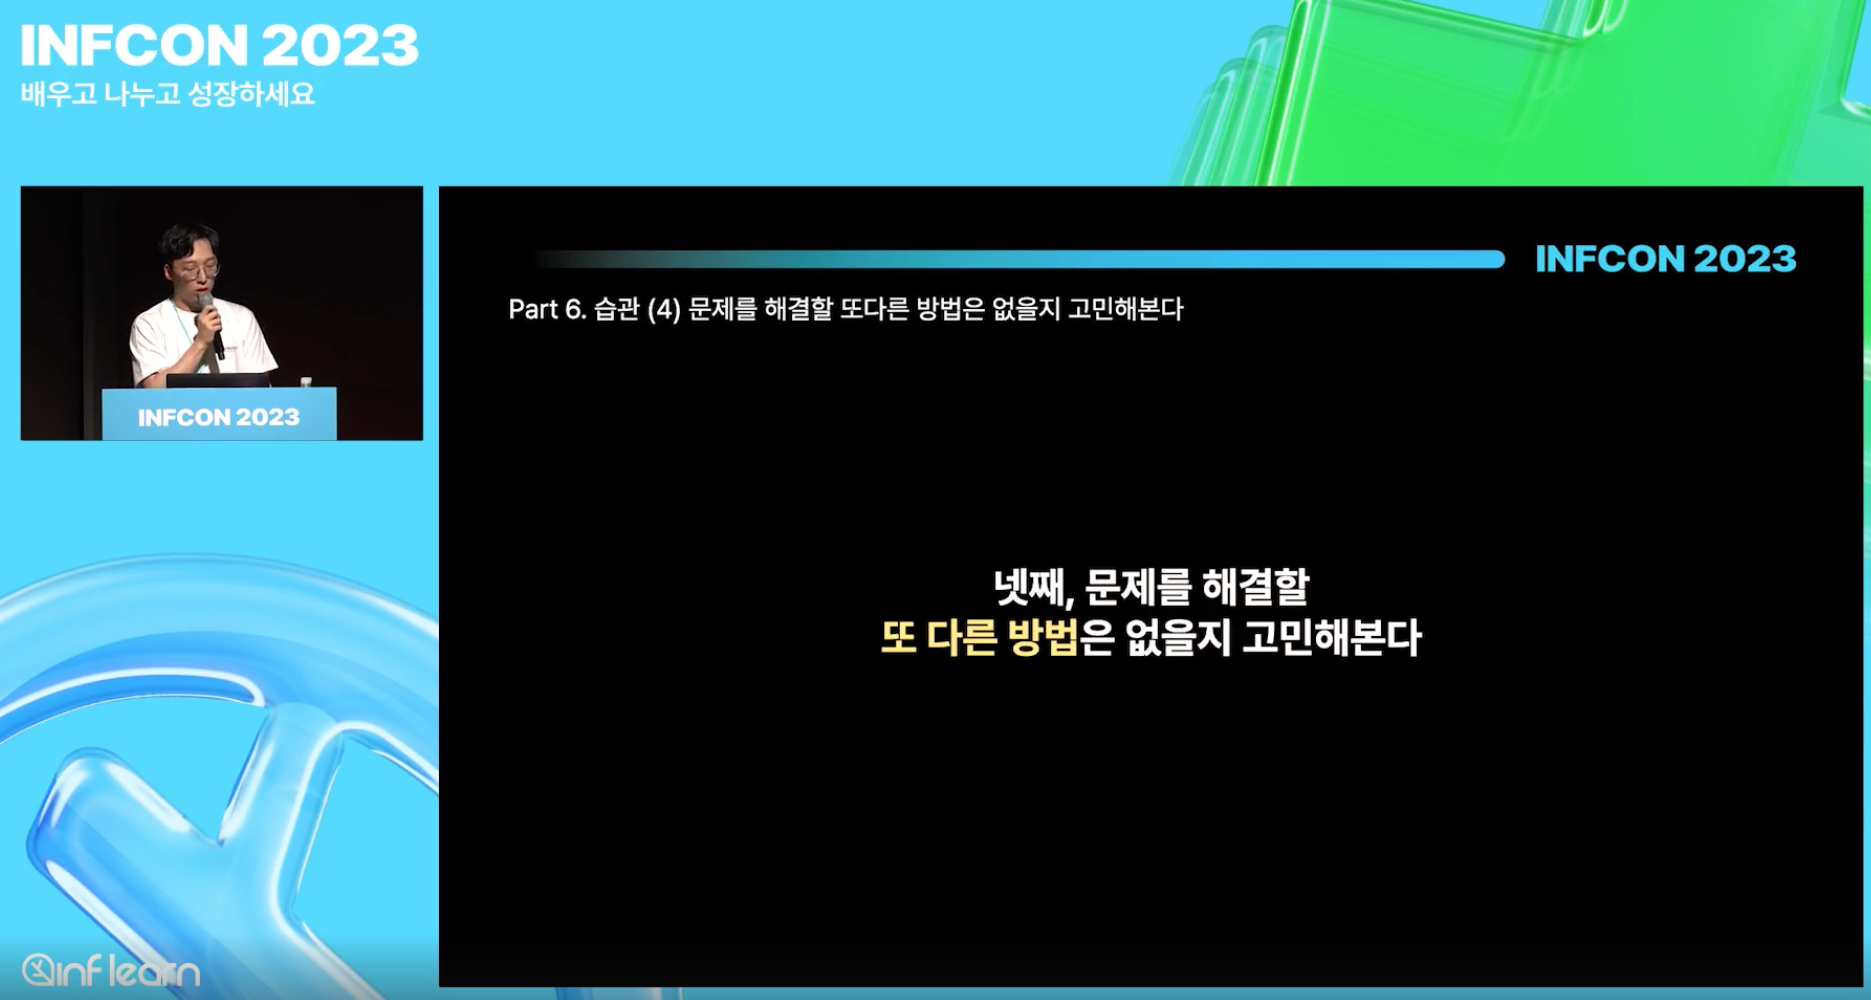 INFCON 2023
배우고 나누고 성장하세요
INFCON 2023
INFCON 2023
Part 6. 습관 (4) 문제를 해결할 또다른 방법은 없을지 고민해본다
넷째, 문제를 해결할
또 다른 방법은 없을지 고민해본다
inflearn